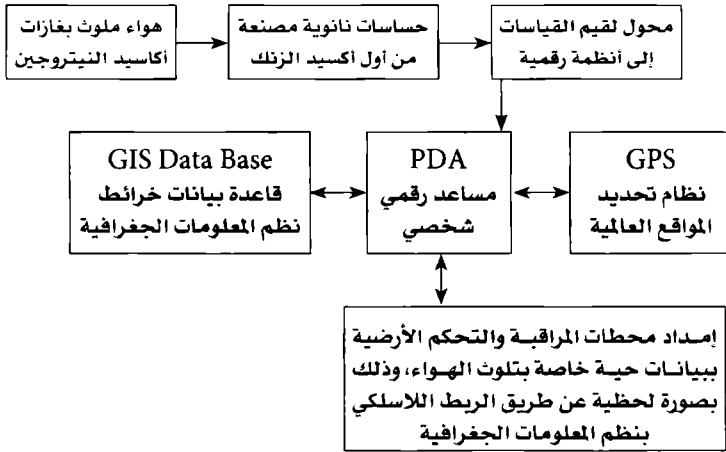 هواء ملوث بغازات
أكاسيد النيتروجين
حساسات نانوية مصنعة
من أول أكسيد الزنك
محول لقيم القياسات
إلى أنظمة رقمية
GIS Data Base
قاعدة بيانات خرائط
نظم المعلومات الجغرافية
PDA
مساعد رقمي
شخصي
GPS
نظام تحديد
المواقع العالمية
إمداد محطات المراقبة والتحكم الأرضية
ببيانات حية خاصة بتلوث الهواء، وذلك
بصورة لحظية عن طريق الربط اللاسلكي
بنظم المعلومات الجغرافية